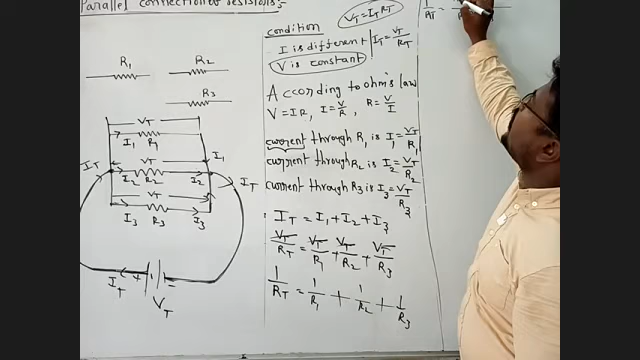 Parallel connection of resistors:-
R1
R2
R3
VT
I1
R1
I1
IT
VT
IT
I2
R2
I2
VT
I3
R3
I3
IT
+
-
VT
VT = IT RT
condition
I is different
IT = VT/RT
V is constant
According to ohm's law
V = IR, I = V/R, R = V/I
current through R1 is I1 = VT/R1
current through R2 is I2 = VT/R2
current through R3 is I3 = VT/R3
IT = I1 + I2 + I3
VT/RT = VT/R1 + VT/R2 + VT/R3
1/RT = 1/R1 + 1/R2 + 1/R3
1/RT =